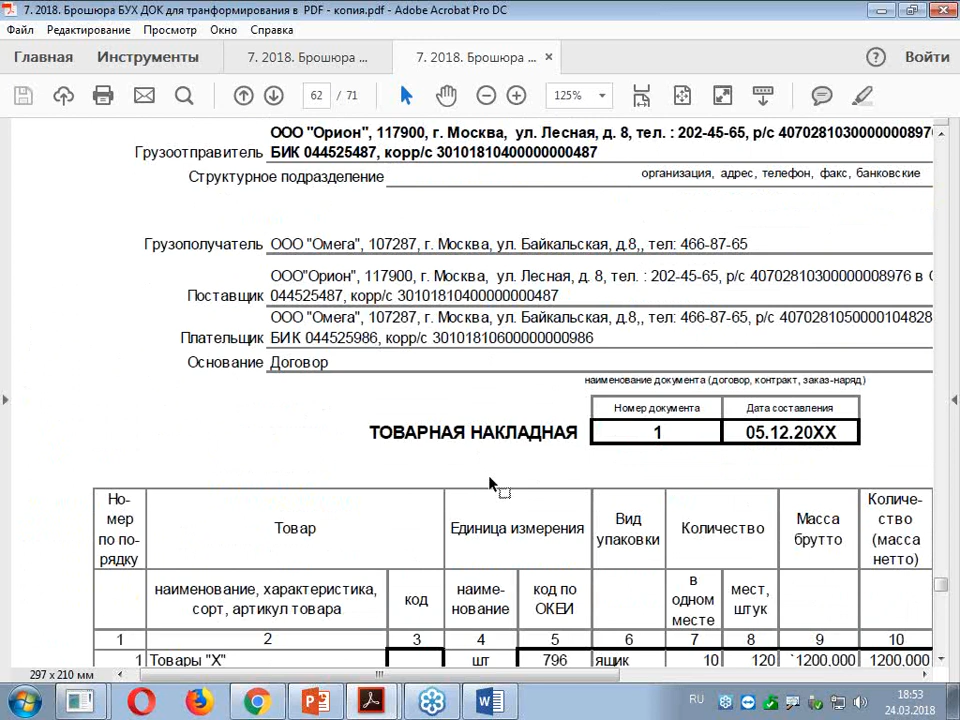 7. 2018. Брошюра БУХ ДОК для транформирования в PDF - копия.pdf - Adobe Acrobat Pro DC
Файл Редактирование Просмотр Окно Справка
Главная Инструменты 7. 2018. Брошюра ... 7. 2018. Брошюра ... × ? Войти
62 / 71 125%
ООО "Орион", 117900, г. Москва, ул. Лесная, д. 8, тел. : 202-45-65, р/с 4070281030000000897
Грузоотправитель БИК 044525487, корр/с 30101810400000000487
Структурное подразделение организация, адрес, телефон, факс, банковские
Грузополучатель ООО "Омега", 107287, г. Москва, ул. Байкальская, д.8,, тел: 466-87-65
ООО"Орион", 117900, г. Москва, ул. Лесная, д. 8, тел. : 202-45-65, р/с 40702810300000008976 в
Поставщик 044525487, корр/с 30101810400000000487
ООО "Омега", 107287, г. Москва, ул. Байкальская, д.8,, тел: 466-87-65, р/с 4070281050000104828
Плательщик БИК 044525986, корр/с 30101810600000000986
Основание Договор
наименование документа (договор, контракт, заказ-наряд)
Номер документа Дата составления
ТОВАРНАЯ НАКЛАДНАЯ 1 05.12.20XX
Но-
мер
по по-
рядку
Товар
Единица измерения
Вид
упаковки
Количество
Масса
брутто
Количе-
ство
(масса
нетто)
наименование, характеристика,
сорт, артикул товара
код
наиме-
нование
код по
ОКЕИ
в
одном
месте
мест,
штук
1 2 3 4 5 6 7 8 9 10
1 Товары "X" шт 796 ящик 10 120 `1200,000 1200,000
297 x 210 мм
RU 18:53
24.03.2018